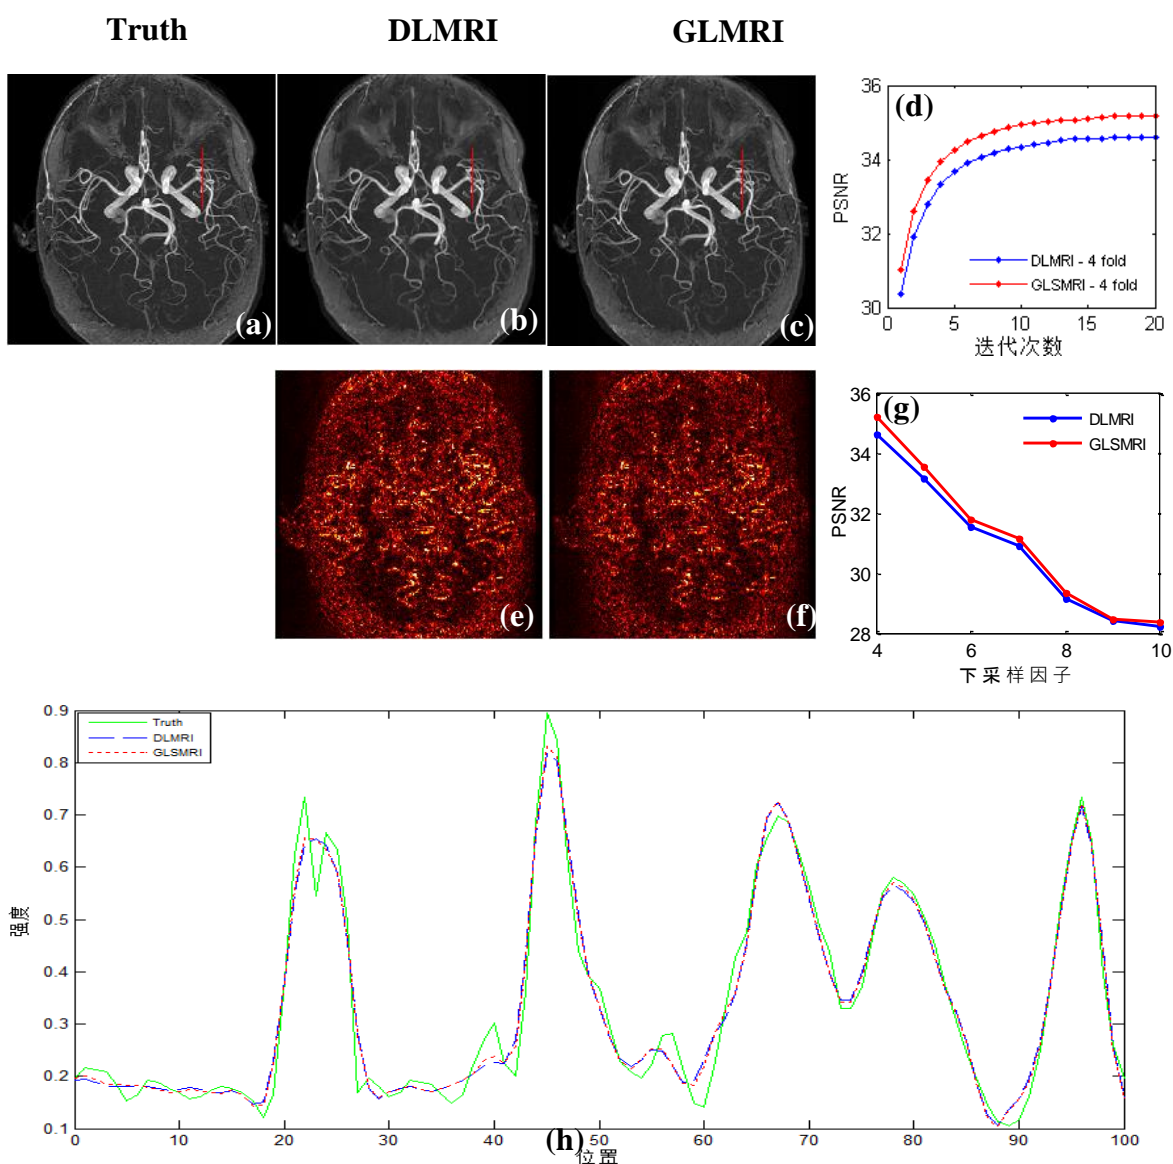 Truth DLMRI GLMRI
(a) (b) (c)
(d)
36
34
32
30
PSNR
DLMRI - 4 fold
GLSMRI - 4 fold
0 5 10 15 20
迭代次数
(e) (f)
(g)
36
34
32
30
28
PSNR
DLMRI
GLSMRI
4 6 8 10
下采样因子
0.9
0.8
0.7
0.6
0.5
0.4
0.3
0.2
0.1
强度
Truth
DLMRI
GLSMRI
0 10 20 30 40 50 60 70 80 90 100
(h)
位置